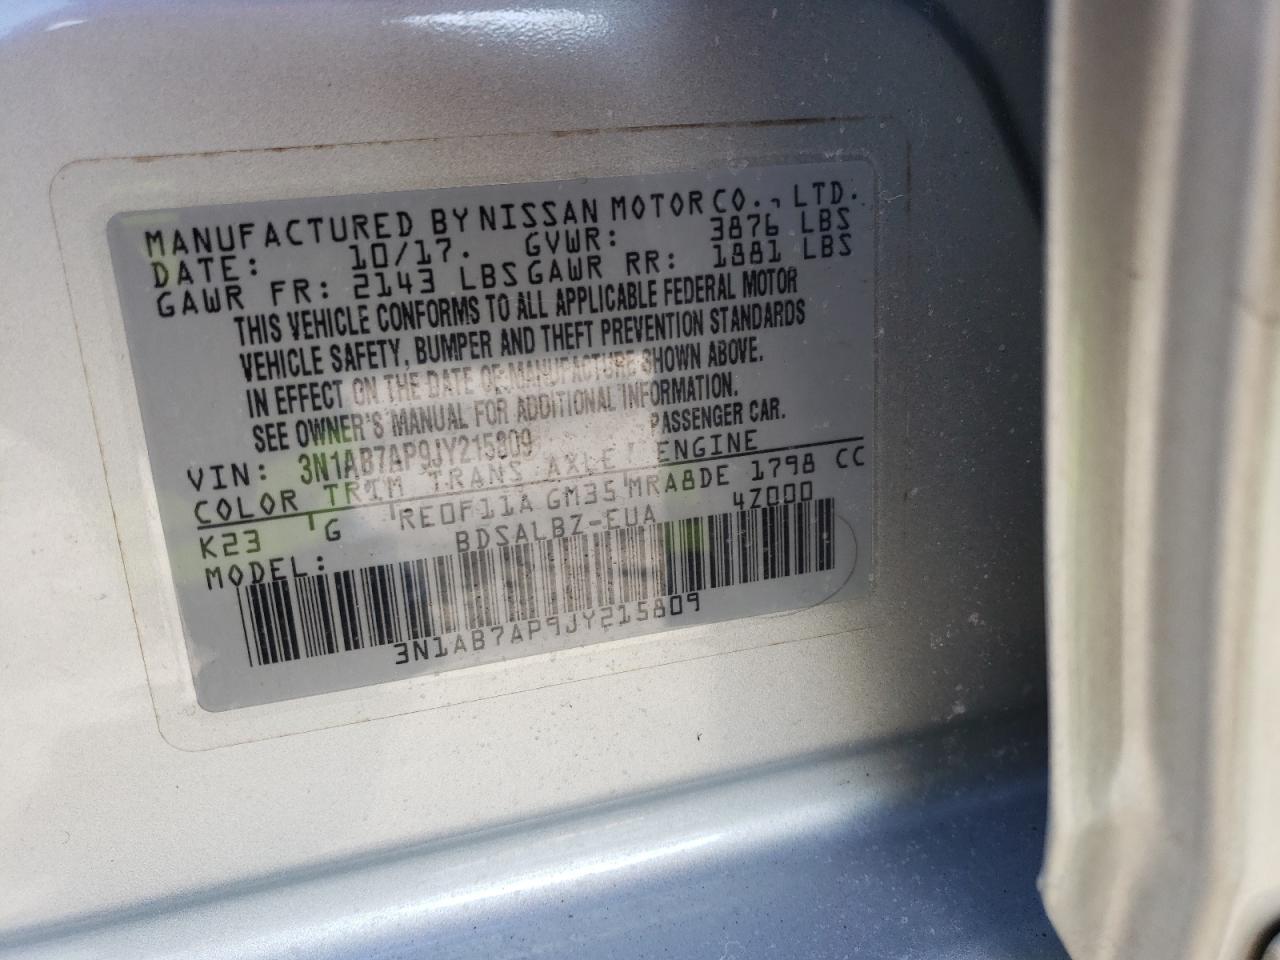 MANUFACTURED BY NISSAN MOTOR CO., LTD.
DATE: 10/17. GVWR: 3876 LBS
GAWR FR: 2143 LBS GAWR RR: 1881 LBS
THIS VEHICLE CONFORMS TO ALL APPLICABLE FEDERAL MOTOR
VEHICLE SAFETY, BUMPER AND THEFT PREVENTION STANDARDS
IN EFFECT ON THE DATE OF MANUFACTURE SHOWN ABOVE.
SEE OWNER'S MANUAL FOR ADDITIONAL INFORMATION.
VIN: 3N1AB7AP9JY215809 PASSENGER CAR.
COLOR TRIM TRANS AXLE ENGINE
K23 G RE0F11A GM35 MRA8DE 1798 CC
MODEL: BDSALBZ-EUA 4Z000
3N1AB7AP9JY215809